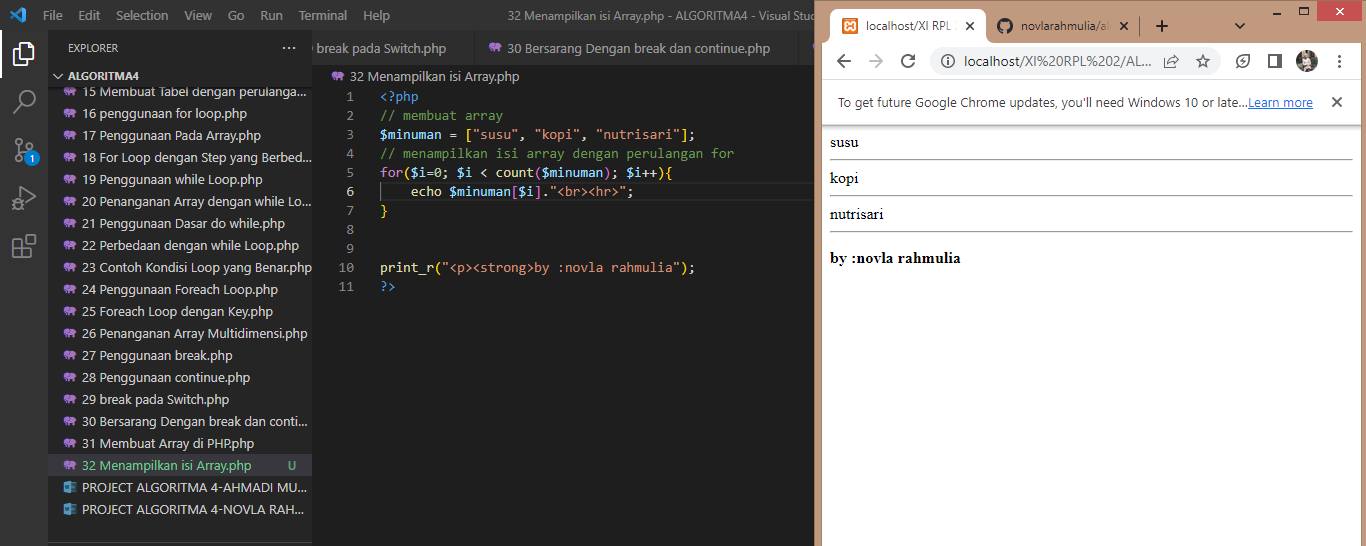 File Edit Selection View Go Run Terminal Help
32 Menampilkan isi Array.php - ALGORITMA4 - Visual Stud
EXPLORER
ALGORITMA4
15 Membuat Tabel dengan perulanga...
16 penggunaan for loop.php
17 Penggunaan Pada Array.php
18 For Loop dengan Step yang Berbed...
19 Penggunaan while Loop.php
20 Penanganan Array dengan while Lo...
21 Penggunaan Dasar do while.php
22 Perbedaan dengan while Loop.php
23 Contoh Kondisi Loop yang Benar.php
24 Penggunaan Foreach Loop.php
25 Foreach Loop dengan Key.php
26 Penanganan Array Multidimensi.php
27 Penggunaan break.php
28 Penggunaan continue.php
29 break pada Switch.php
30 Bersarang Dengan break dan conti...
31 Membuat Array di PHP.php
32 Menampilkan isi Array.php U
PROJECT ALGORITMA 4-AHMADI MU...
PROJECT ALGORITMA 4-NOVLA RAH...
1
break pada Switch.php
30 Bersarang Dengan break dan continue.php
32 Menampilkan isi Array.php
1 <?php
2 // membuat array
3 $minuman = ["susu", "kopi", "nutrisari"];
4 // menampilkan isi array dengan perulangan for
5 for($i=0; $i < count($minuman); $i++){
6 echo $minuman[$i]."<br><hr>";
7 }
8
9
10 print_r("<p><strong>by :novla rahmulia");
11 ?>
localhost/XI RPL 2
novlarahmulia/al
localhost/XI%20RPL%202/AL...
To get future Google Chrome updates, you'll need Windows 10 or late...Learn more
susu
kopi
nutrisari
by :novla rahmulia